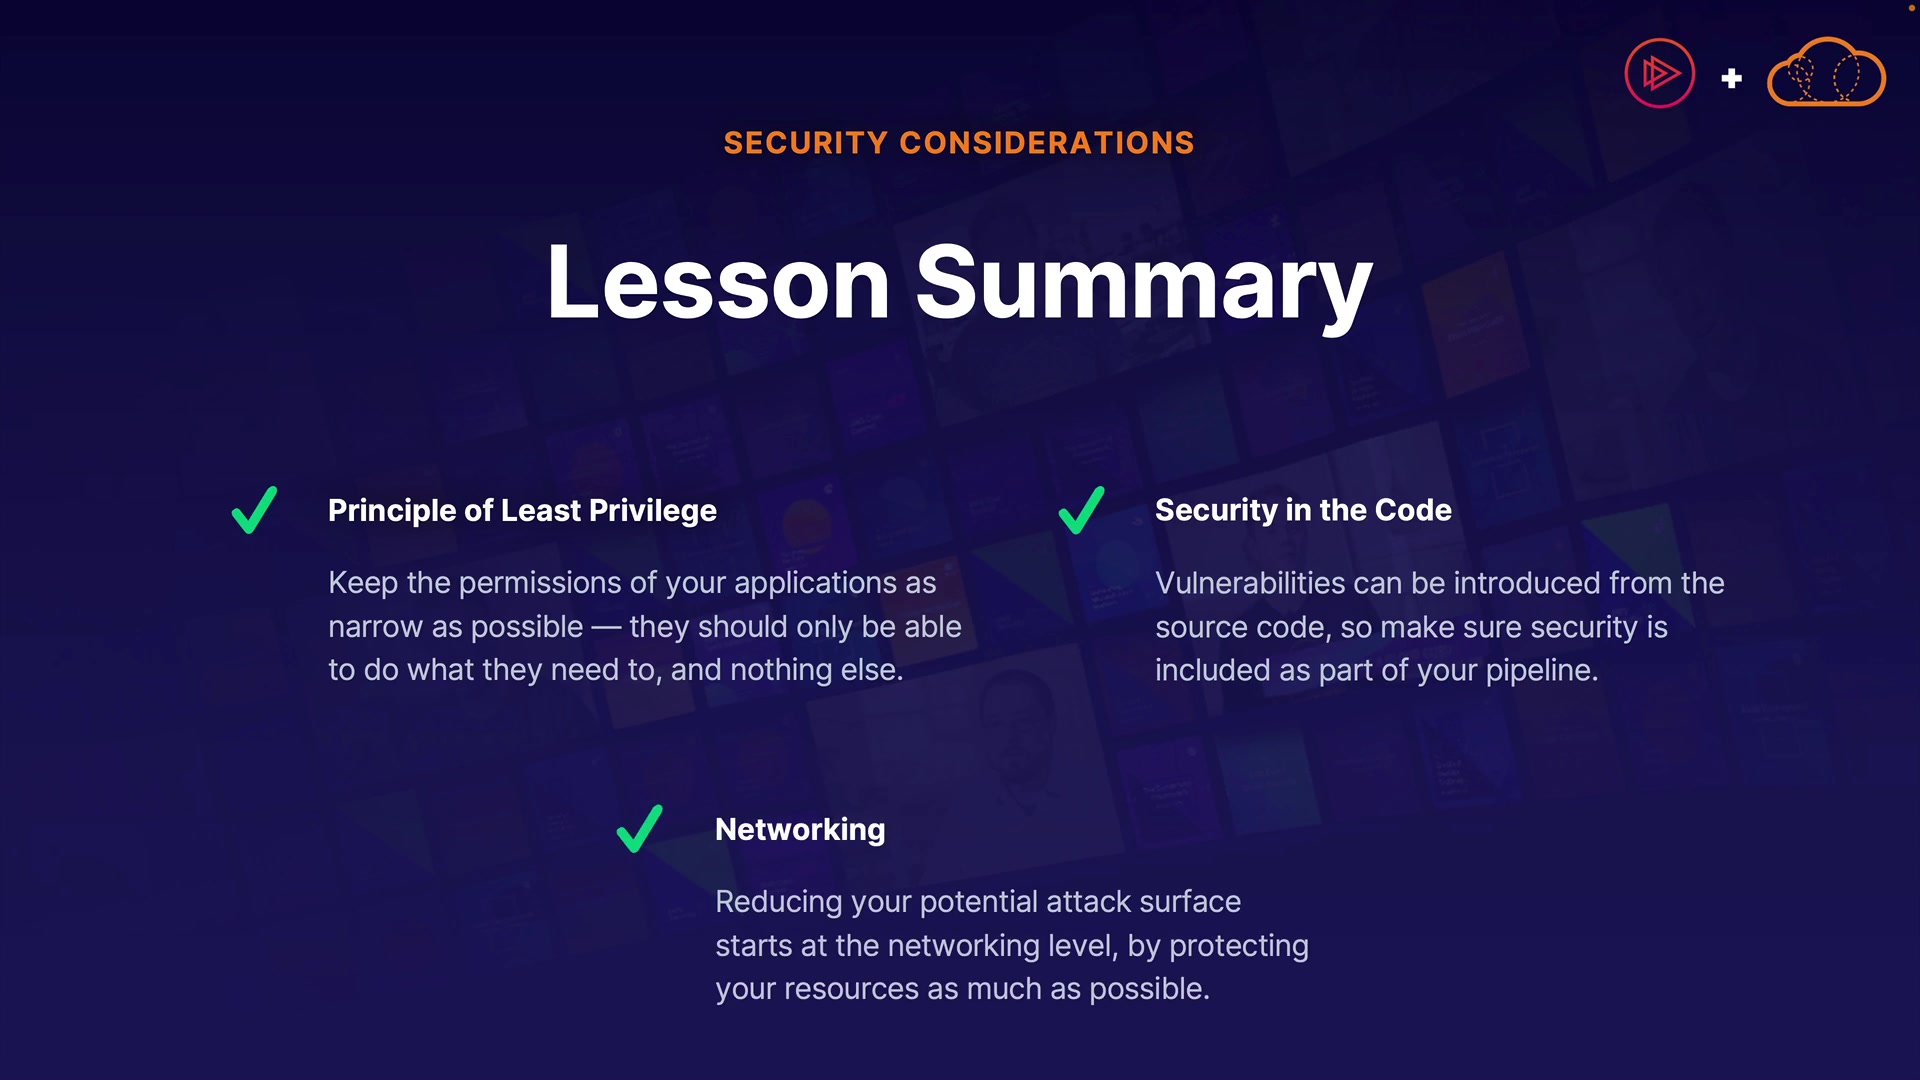 SECURITY CONSIDERATIONS
Lesson Summary
Principle of Least Privilege
Keep the permissions of your applications as
narrow as possible — they should only be able
to do what they need to, and nothing else.
Security in the Code
Vulnerabilities can be introduced from the
source code, so make sure security is
included as part of your pipeline.
Networking
Reducing your potential attack surface
starts at the networking level, by protecting
your resources as much as possible.